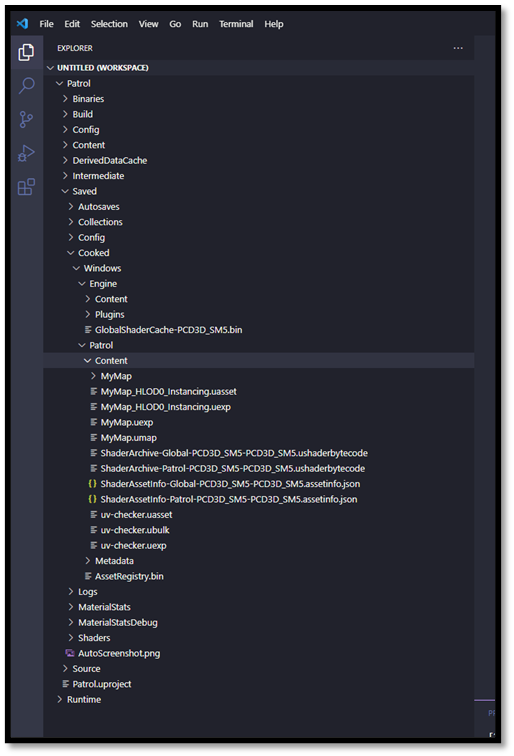 File Edit Selection View Go Run Terminal Help
EXPLORER
UNTITLED (WORKSPACE)
Patrol
Binaries
Build
Config
Content
DerivedDataCache
Intermediate
Saved
Autosaves
Collections
Config
Cooked
Windows
Engine
Content
Plugins
GlobalShaderCache-PCD3D_SM5.bin
Patrol
Content
MyMap
MyMap_HLOD0_Instancing.uasset
MyMap_HLOD0_Instancing.uexp
MyMap.uexp
MyMap.umap
ShaderArchive-Global-PCD3D_SM5-PCD3D_SM5.ushaderbytecode
ShaderArchive-Patrol-PCD3D_SM5-PCD3D_SM5.ushaderbytecode
{} ShaderAssetInfo-Global-PCD3D_SM5-PCD3D_SM5.assetinfo.json
{} ShaderAssetInfo-Patrol-PCD3D_SM5-PCD3D_SM5.assetinfo.json
uv-checker.uasset
uv-checker.ubulk
uv-checker.uexp
Metadata
AssetRegistry.bin
Logs
MaterialStats
MaterialStatsDebug
Shaders
AutoScreenshot.png
Source
Patrol.uproject
Runtime